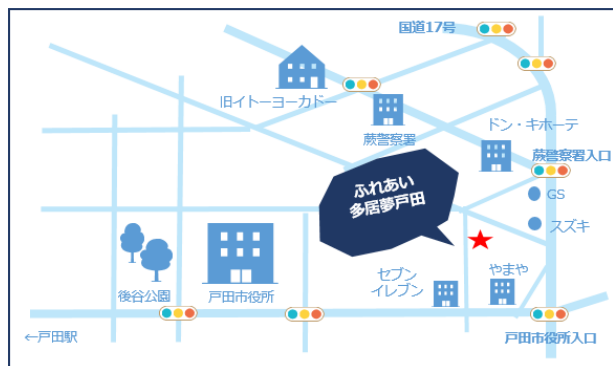 国道17号
旧イトーヨーカドー
蕨警察署
ドン・キホーテ
蕨警察署入口
ふれあい
多居夢戸田
GS
スズキ
セブン
イレブン
やまや
後谷公園
戸田市役所
←戸田駅
戸田市役所入口